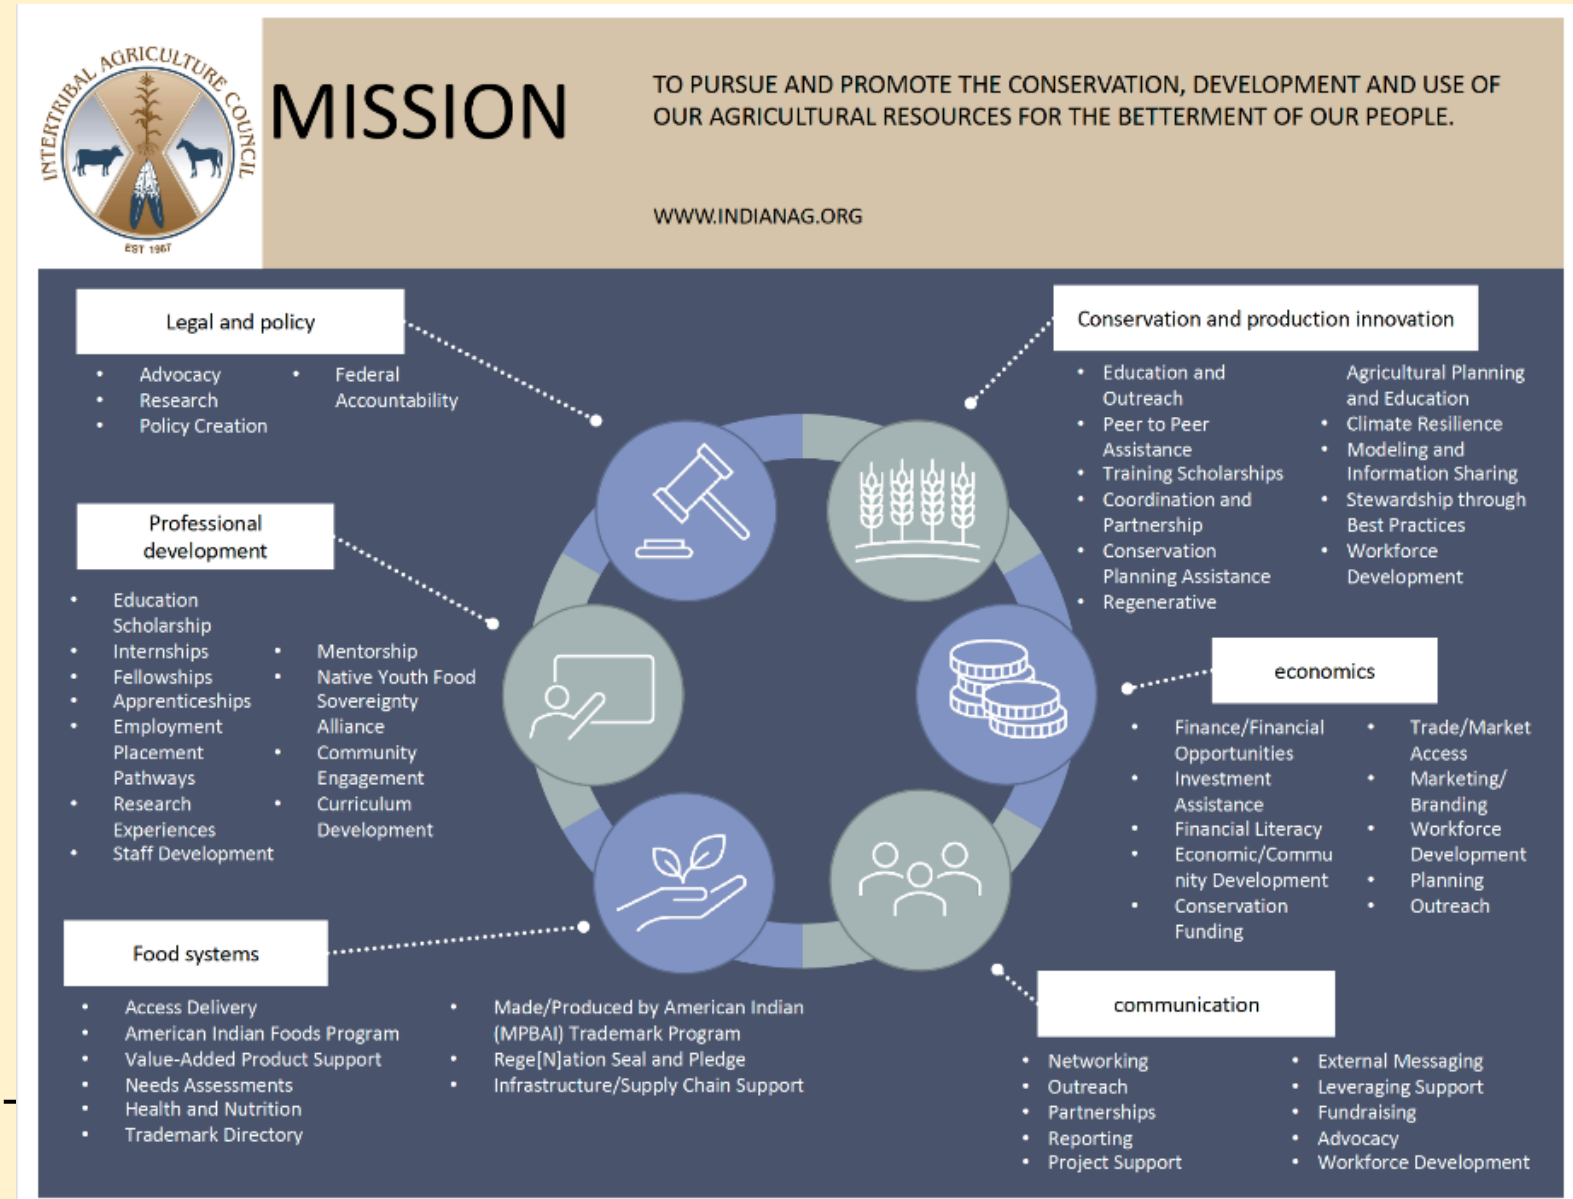 INTERTRIBAL AGRICULTURE COUNCIL
EST 1987
MISSION
TO PURSUE AND PROMOTE THE CONSERVATION, DEVELOPMENT AND USE OF
OUR AGRICULTURAL RESOURCES FOR THE BETTERMENT OF OUR PEOPLE.
WWW.INDIANAG.ORG
Legal and policy
• Advocacy
• Research
• Policy Creation
• Federal
Accountability
Professional
development
• Education
Scholarship
• Internships
• Fellowships
• Apprenticeships
• Employment
Placement
Pathways
• Research
Experiences
• Staff Development
• Mentorship
• Native Youth Food
Sovereignty
Alliance
• Community
Engagement
• Curriculum
Development
Food systems
• Access Delivery
• American Indian Foods Program
• Value-Added Product Support
• Needs Assessments
• Health and Nutrition
• Trademark Directory
• Made/Produced by American Indian
(MPBAI) Trademark Program
• Rege[N]ation Seal and Pledge
• Infrastructure/Supply Chain Support
Conservation and production innovation
• Education and
Outreach
• Peer to Peer
Assistance
• Training Scholarships
• Coordination and
Partnership
• Conservation
Planning Assistance
• Regenerative
Agricultural Planning
and Education
• Climate Resilience
• Modeling and
Information Sharing
• Stewardship through
Best Practices
• Workforce
Development
economics
• Finance/Financial
Opportunities
• Investment
Assistance
• Financial Literacy
• Economic/Commu
nity Development
• Conservation
Funding
• Trade/Market
Access
• Marketing/
Branding
• Workforce
Development
• Planning
• Outreach
communication
• Networking
• Outreach
• Partnerships
• Reporting
• Project Support
• External Messaging
• Leveraging Support
• Fundraising
• Advocacy
• Workforce Development